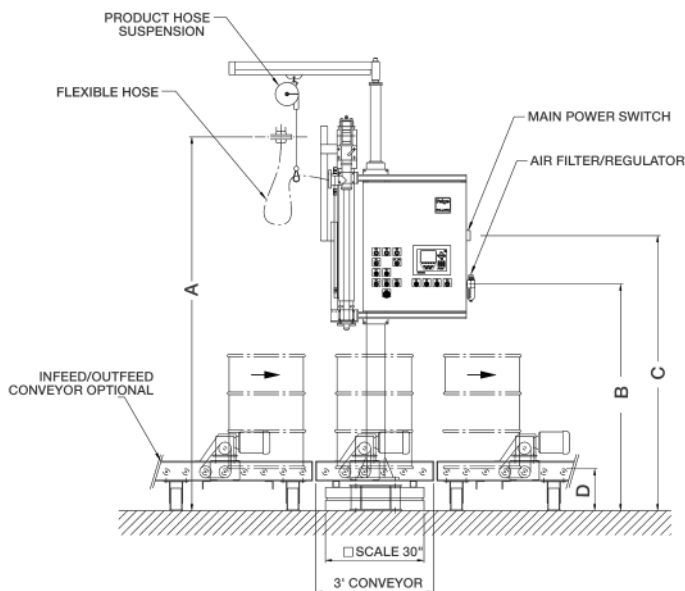 PRODUCT HOSE
SUSPENSION
FLEXIBLE HOSE
MAIN POWER SWITCH
AIR FILTER/REGULATOR
A
B
C
INFEED/OUTFEED
CONVEYOR OPTIONAL
D
□ SCALE 30"
3' CONVEYOR